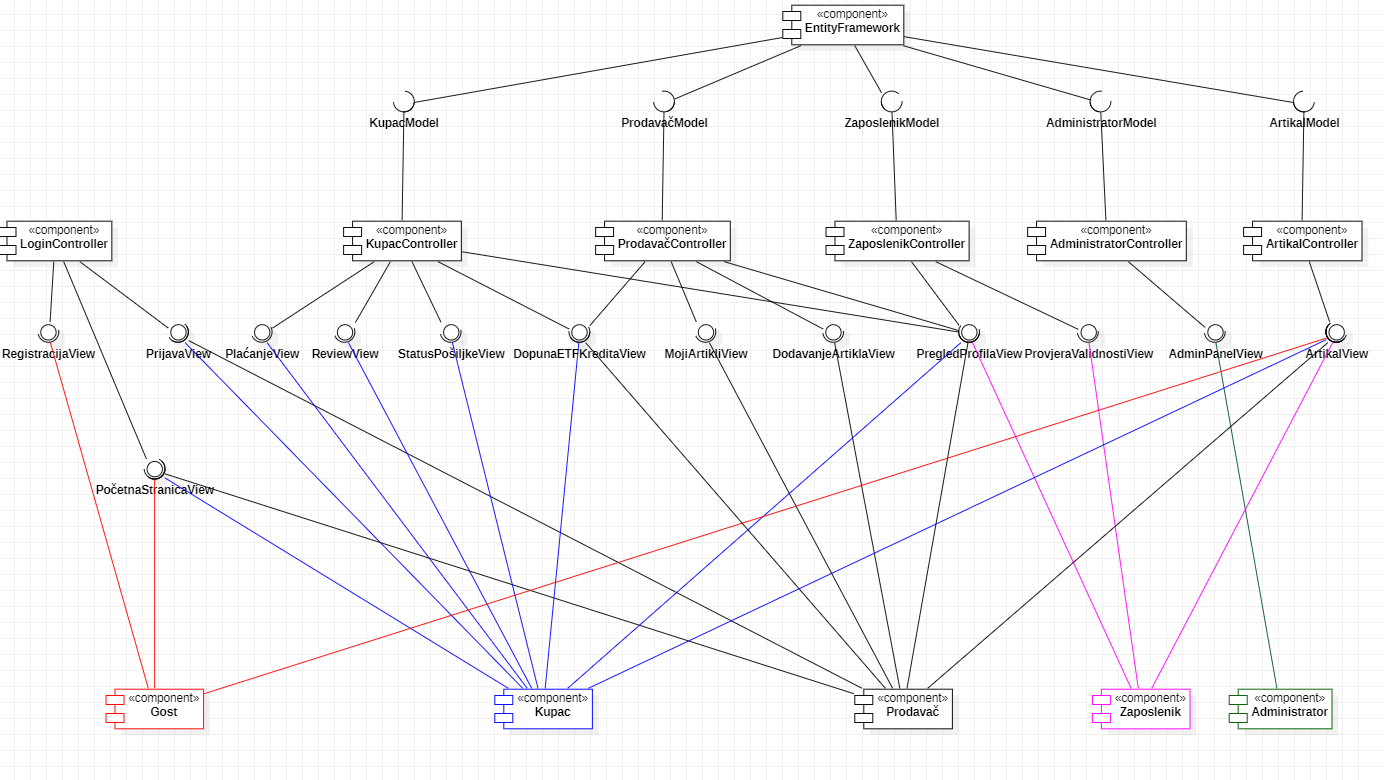 «component»
EntityFramework
KupacModel
ProdavačModel
ZaposlenikModel
AdministratorModel
ArtikalModel
«component»
LoginController
«component»
KupacController
«component»
ProdavačController
«component»
ZaposlenikController
«component»
AdministratorController
«component»
ArtikalController
RegistracijaView
PrijavaView
PlaćanjeView
ReviewView
StatusPošiljkeView
DopunaETFKreditaView
MojiArtikliView
DodavanjeArtiklaView
PregledProfilaView
ProvjeraValidnostiView
AdminPanelView
ArtikalView
PočetnaStranicaView
«component»
Gost
«component»
Kupac
«component»
Prodavač
«component»
Zaposlenik
«component»
Administrator